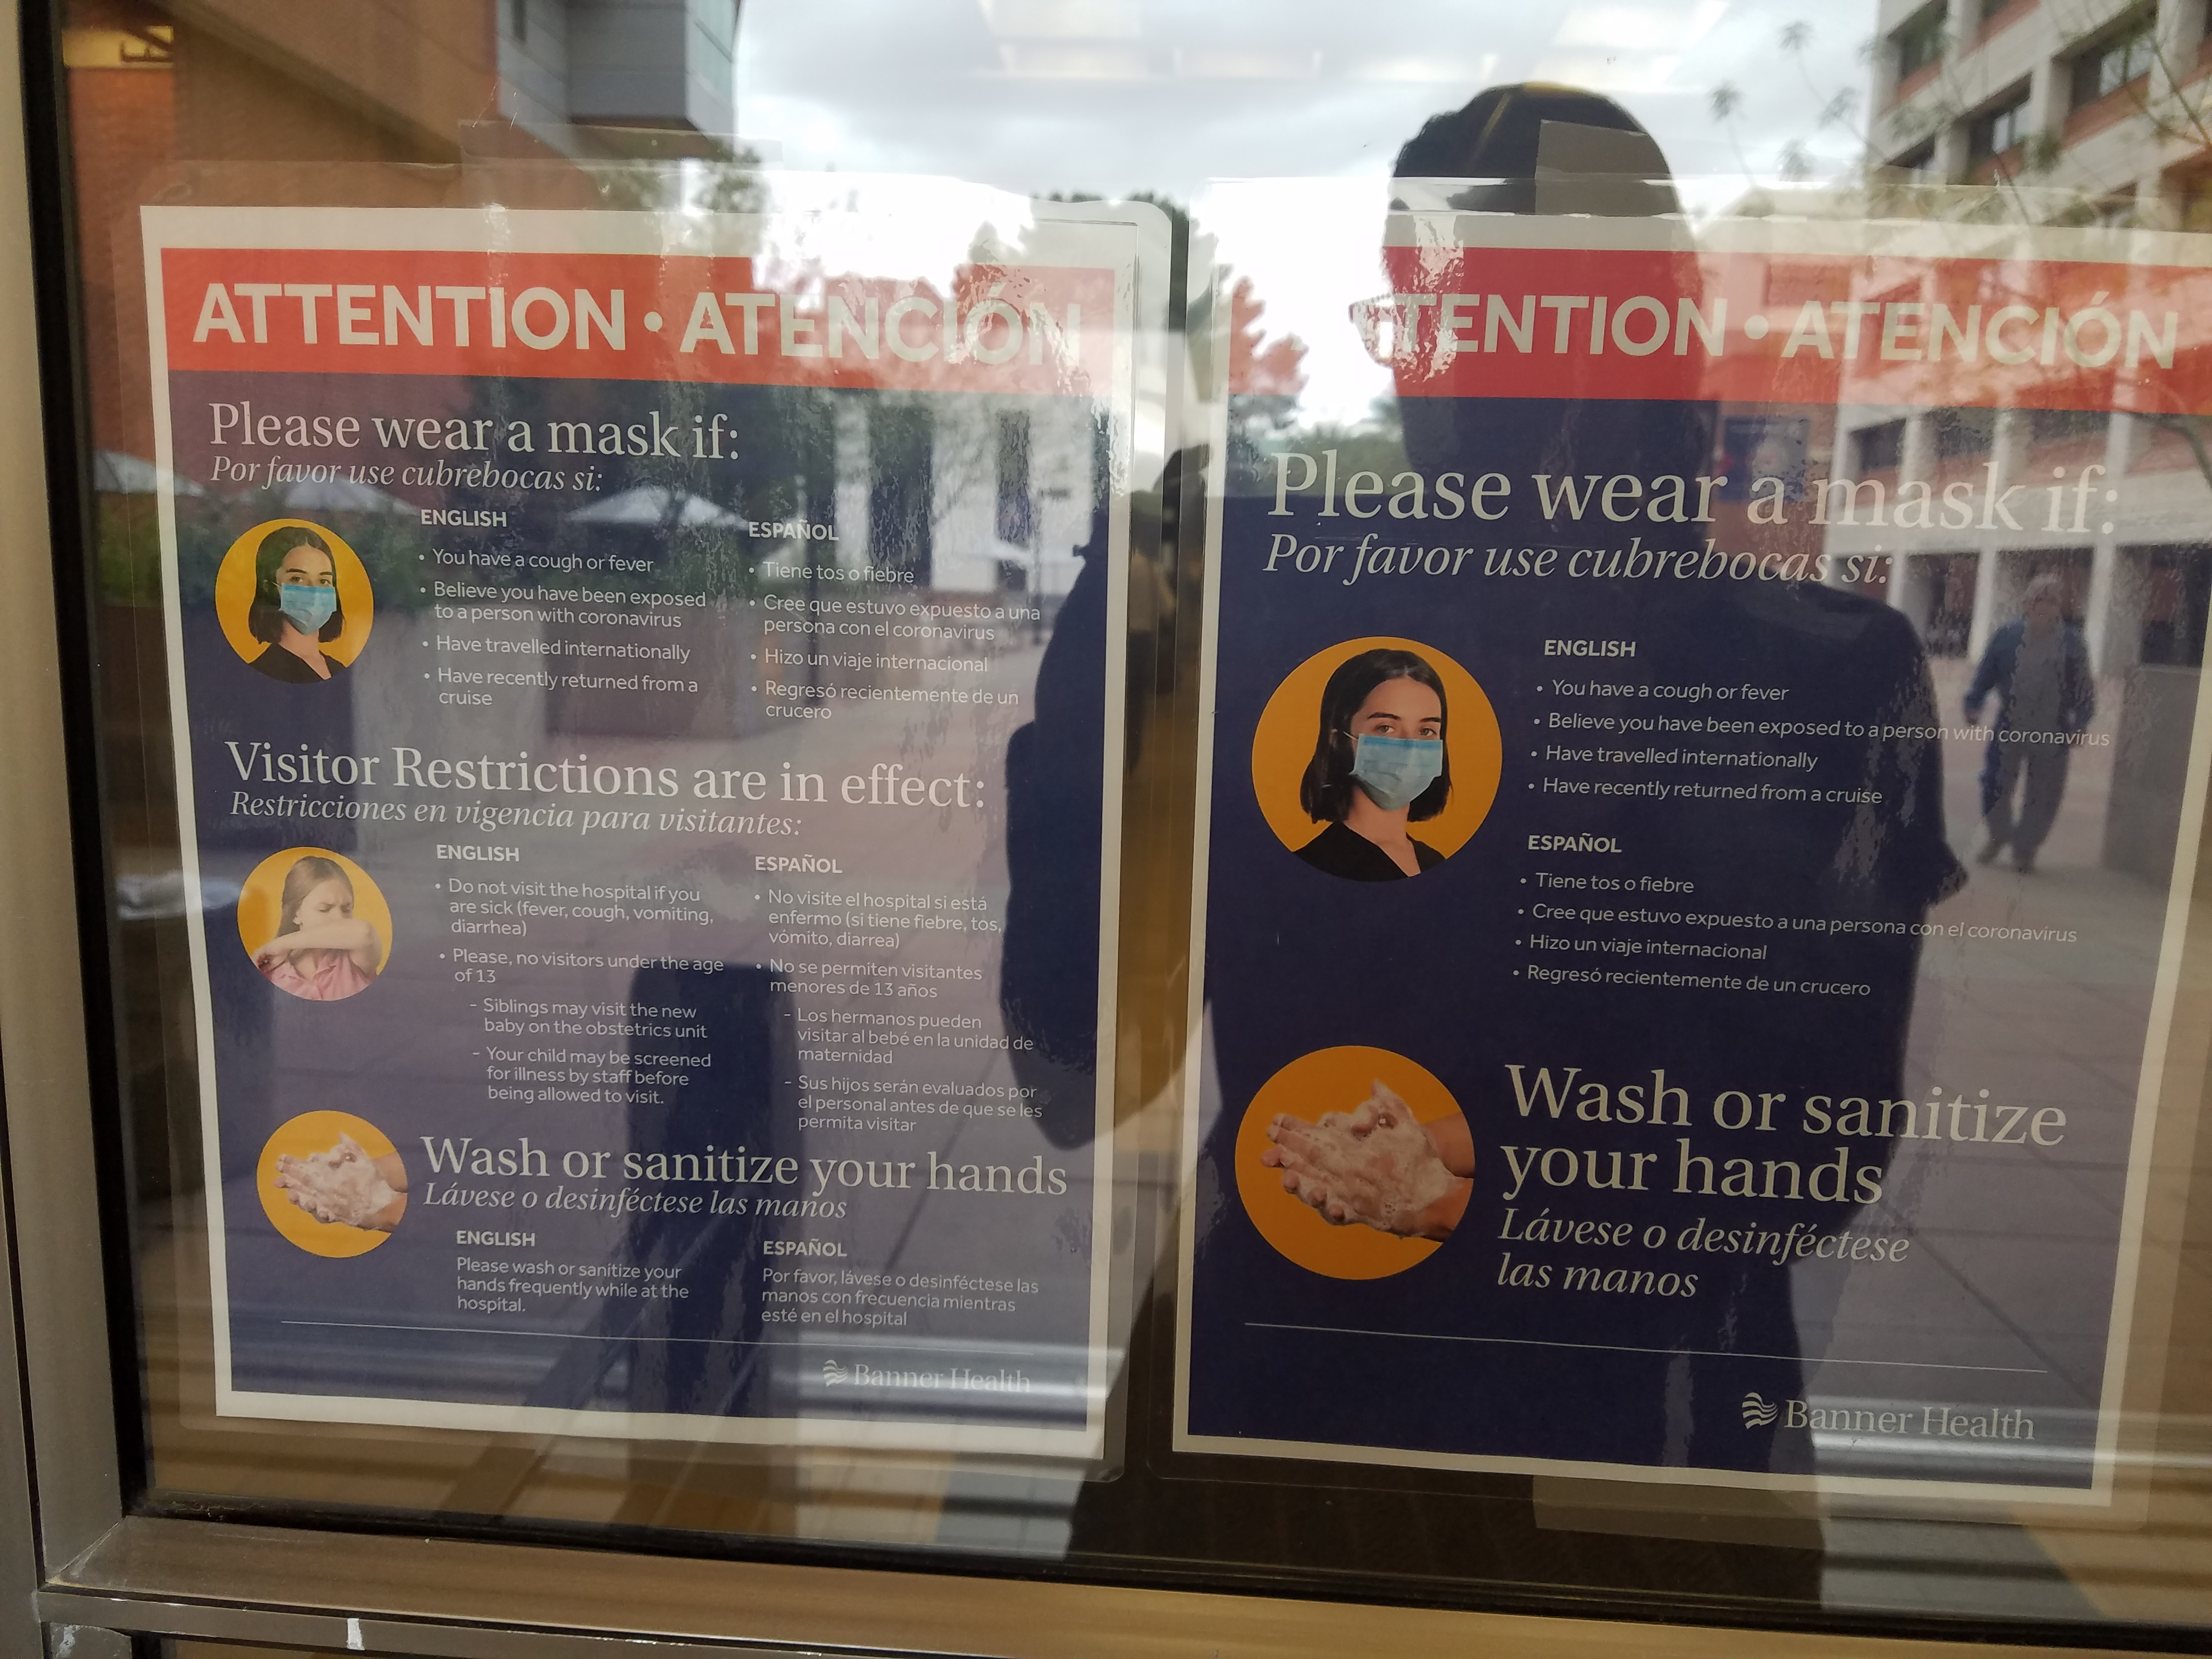 ATTENTION • ATENCIÓN
Please wear a mask if:
Por favor use cubrebocas si:
ENGLISH
• You have a cough or fever
• Believe you have been exposed
to a person with coronavirus
• Have travelled internationally
• Have recently returned from a
cruise
ESPAÑOL
• Tiene tos o fiebre
• Cree que estuvo expuesto a una
persona con el coronavirus
• Hizo un viaje internacional
• Regresó recientemente de un
crucero
Visitor Restrictions are in effect:
Restricciones en vigencia para visitantes:
ENGLISH
• Do not visit the hospital if you
are sick (fever, cough, vomiting,
diarrhea)
• Please, no visitors under the age
of 13
- Siblings may visit the new
baby on the obstetrics unit
- Your child may be screened
for illness by staff before
being allowed to visit.
ESPAÑOL
• No visite el hospital si está
enfermo (si tiene fiebre, tos,
vómito, diarrea)
• No se permiten visitantes
menores de 13 años
- Los hermanos pueden
visitar al bebé en la unidad de
maternidad
- Sus hijos serán evaluados por
el personal antes de que se les
permita visitar
Wash or sanitize your hands
Lávese o desinféctese las manos
ENGLISH
Please wash or sanitize your
hands frequently while at the
hospital.
ESPAÑOL
Por favor, lávese o desinféctese las
manos con frecuencia mientras
esté en el hospital
Banner Health
ATTENTION • ATENCIÓN
Please wear a mask if:
Por favor use cubrebocas si:
ENGLISH
• You have a cough or fever
• Believe you have been exposed to a person with coronavirus
• Have travelled internationally
• Have recently returned from a cruise
ESPAÑOL
• Tiene tos o fiebre
• Cree que estuvo expuesto a una persona con el coronavirus
• Hizo un viaje internacional
• Regresó recientemente de un crucero
Wash or sanitize
your hands
Lávese o desinféctese
las manos
Banner Health